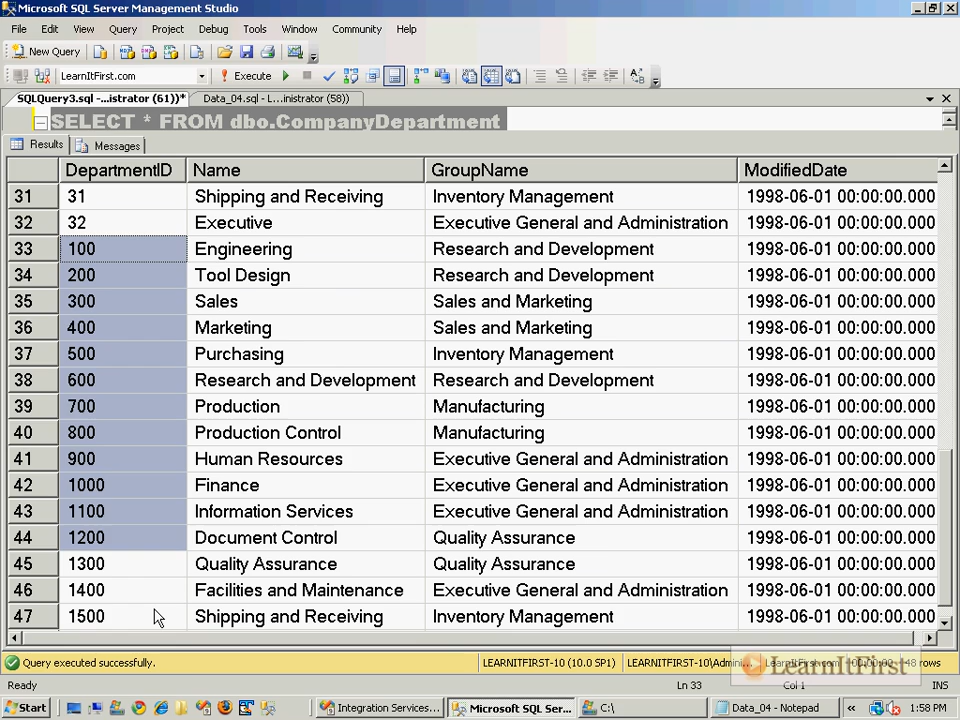 Microsoft SQL Server Management Studio
File Edit View Query Project Debug Tools Window Community Help
New Query
LearnItFirst.com Execute
SQLQuery3.sql -...istrator (61))* Data_04.sql - L...inistrator (58))
SELECT * FROM dbo.CompanyDepartment
Results Messages
DepartmentID Name GroupName ModifiedDate
31 31 Shipping and Receiving Inventory Management 1998-06-01 00:00:00.000
32 32 Executive Executive General and Administration 1998-06-01 00:00:00.000
33 100 Engineering Research and Development 1998-06-01 00:00:00.000
34 200 Tool Design Research and Development 1998-06-01 00:00:00.000
35 300 Sales Sales and Marketing 1998-06-01 00:00:00.000
36 400 Marketing Sales and Marketing 1998-06-01 00:00:00.000
37 500 Purchasing Inventory Management 1998-06-01 00:00:00.000
38 600 Research and Development Research and Development 1998-06-01 00:00:00.000
39 700 Production Manufacturing 1998-06-01 00:00:00.000
40 800 Production Control Manufacturing 1998-06-01 00:00:00.000
41 900 Human Resources Executive General and Administration 1998-06-01 00:00:00.000
42 1000 Finance Executive General and Administration 1998-06-01 00:00:00.000
43 1100 Information Services Executive General and Administration 1998-06-01 00:00:00.000
44 1200 Document Control Quality Assurance 1998-06-01 00:00:00.000
45 1300 Quality Assurance Quality Assurance 1998-06-01 00:00:00.000
46 1400 Facilities and Maintenance Executive General and Administration 1998-06-01 00:00:00.000
47 1500 Shipping and Receiving Inventory Management 1998-06-01 00:00:00.000
Query executed successfully. LEARNITFIRST-10 (10.0 SP1) LEARNITFIRST-10\Admini... LearnItFirst.com 00:00:00 48 rows
LearnItFirst
Ready Ln 33 Col 1 INS
Start Integration Services... Microsoft SQL Ser... C:\ Data_04 - Notepad « 1:58 PM